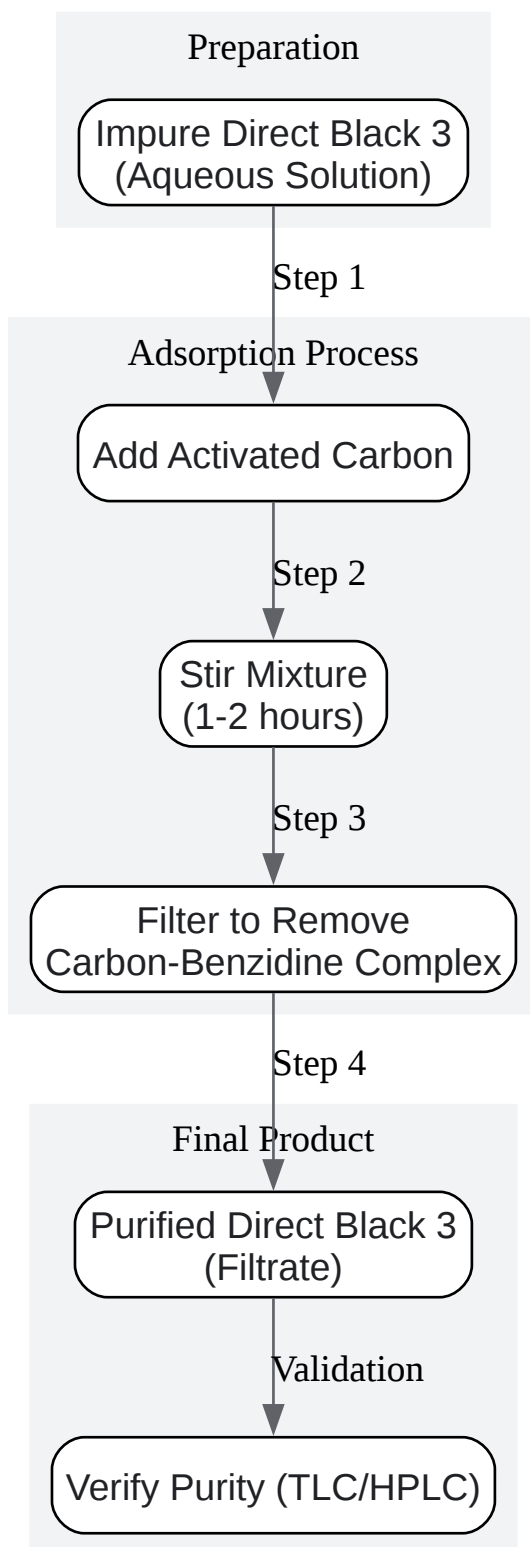 Preparation
Impure Direct Black 3
(Aqueous Solution)
Step 1
Adsorption Process
Add Activated Carbon
Step 2
Stir Mixture
(1-2 hours)
Step 3
Filter to Remove
Carbon-Benzidine Complex
Step 4
Final Product
Purified Direct Black 3
(Filtrate)
Validation
Verify Purity (TLC/HPLC)